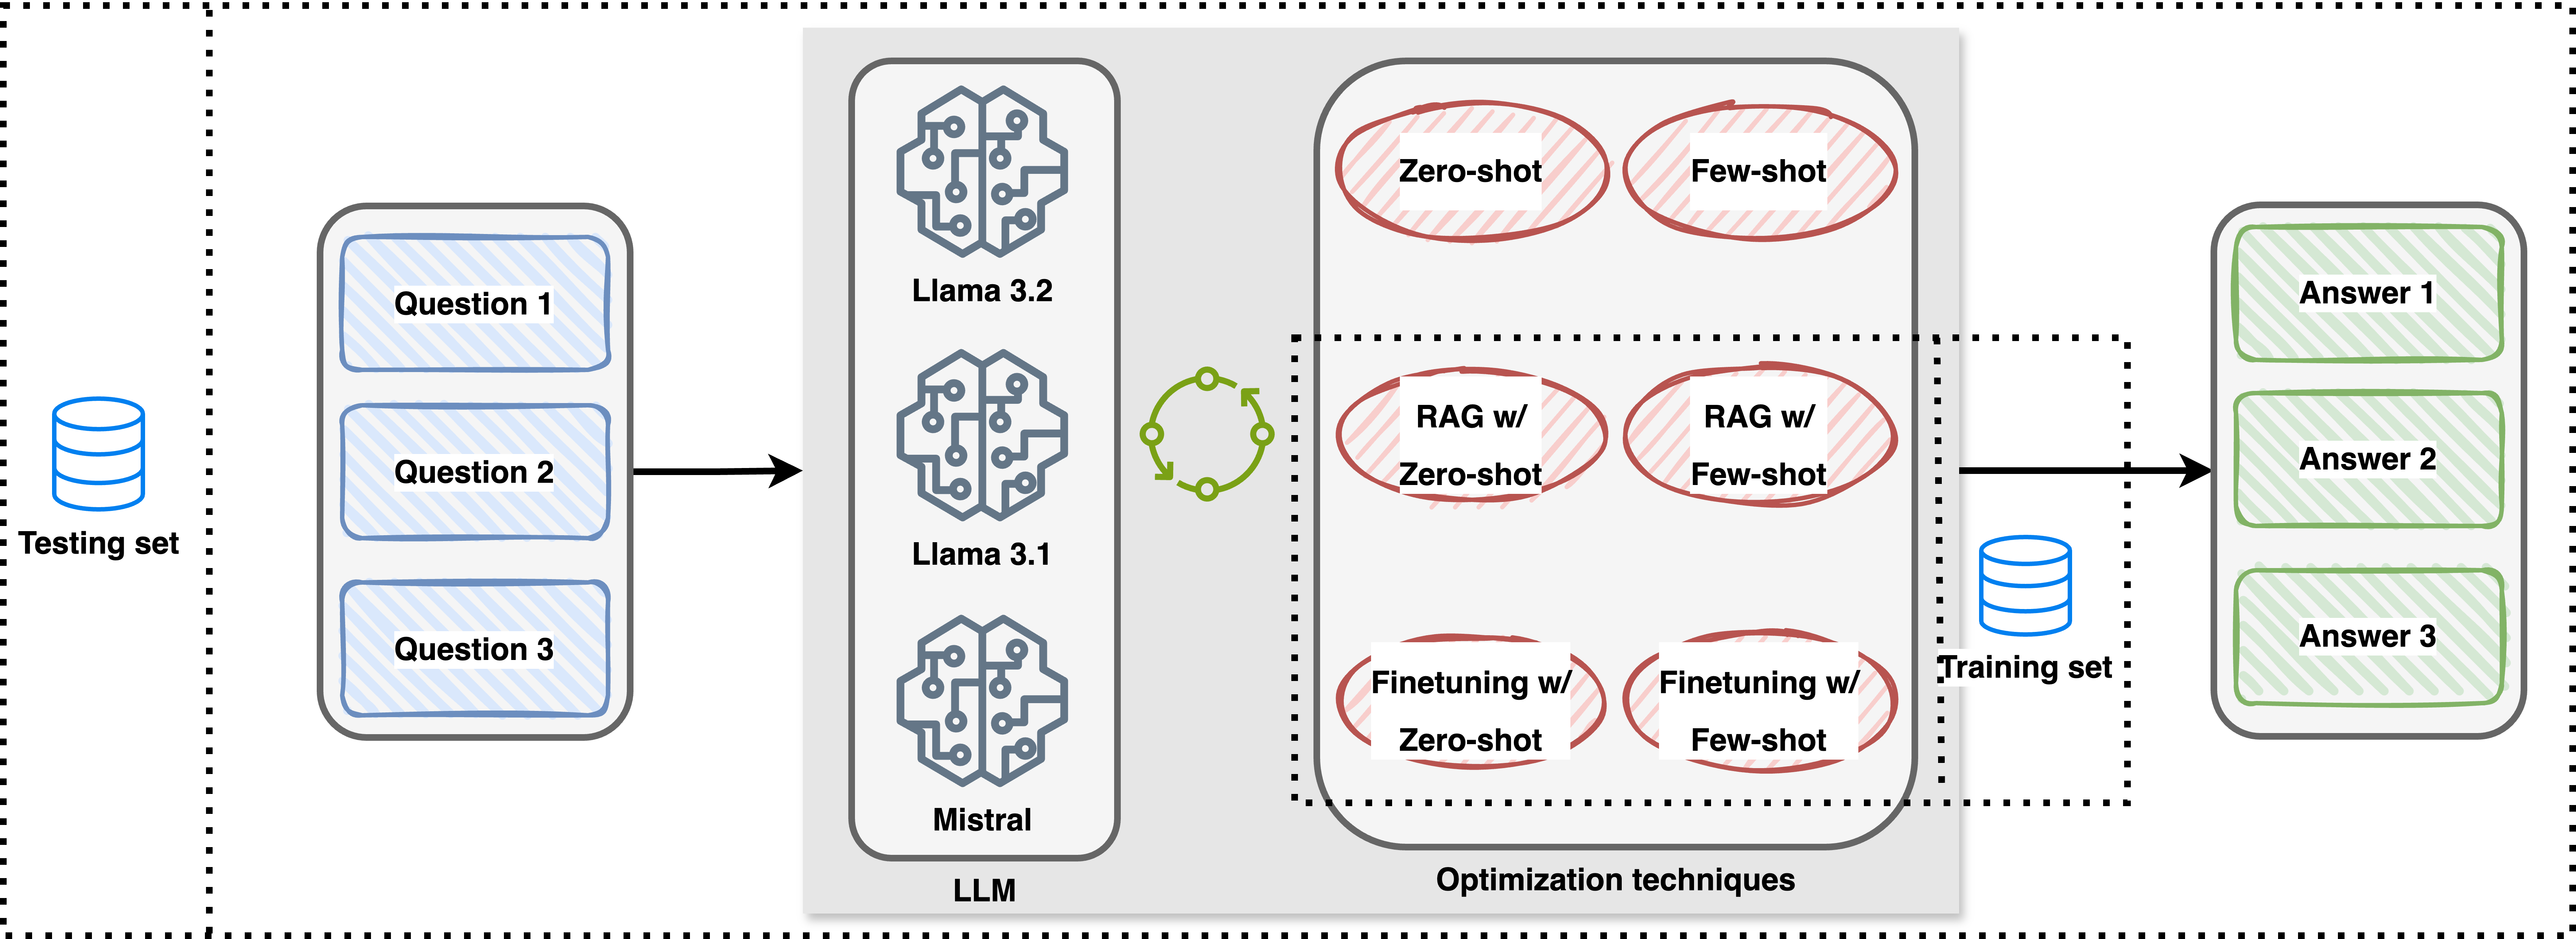 Testing set
Question 1
Question 2
Question 3
Llama 3.2
Llama 3.1
Mistral
LLM
Zero-shot
Few-shot
RAG w/
Zero-shot
RAG w/
Few-shot
Finetuning w/
Zero-shot
Finetuning w/
Few-shot
Optimization techniques
Training set
Answer 1
Answer 2
Answer 3